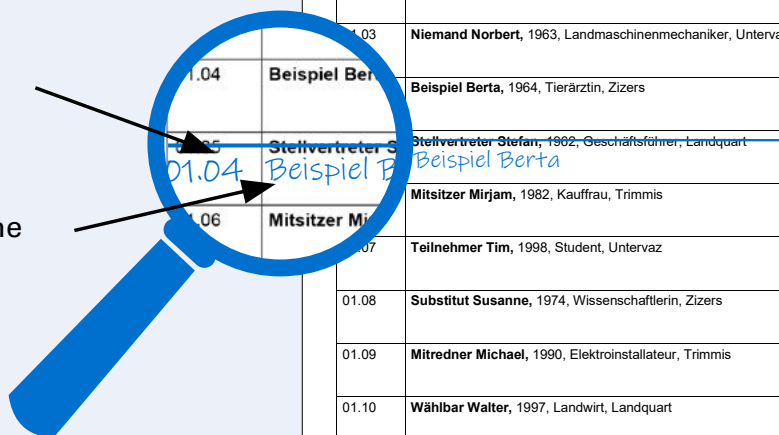 .03 Niemand Norbert, 1963, Landmaschinenmechaniker, Unterva
1.04 Beispiel Ber
Beispiel Berta, 1964, Tierärztin, Zizers
Stellvertreter S
Stellvertreter Stefan, 1962, Geschäftsführer, Landquart
01.04 Beispiel B
Beispiel Berta
Mitsitzer Mirjam, 1982, Kauffrau, Trimmis
.06 Mitsitzer Mi
ne
.07 Teilnehmer Tim, 1998, Student, Untervaz
01.08 Substitut Susanne, 1974, Wissenschaftlerin, Zizers
01.09 Mitredner Michael, 1990, Elektroinstallateur, Trimmis
01.10 Wählbar Walter, 1997, Landwirt, Landquart